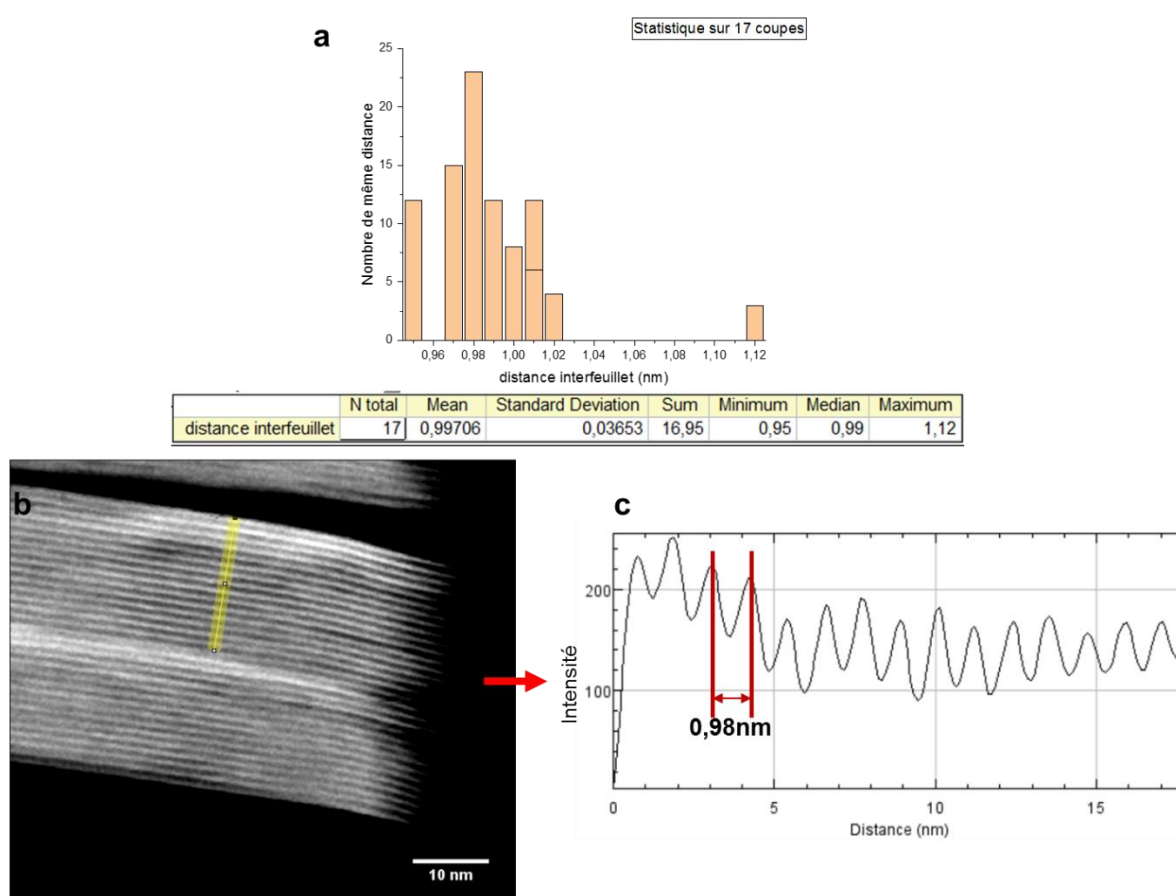 a
Statistique sur 17 coupes
Nombre de même distance
25
20
15
10
5
0
0,96 0,98 1,00 1,02 1,04 1,06 1,08 1,10 1,12
distance interfeuillet (nm)
N total Mean Standard Deviation Sum Minimum Median Maximum
distance interfeuillet 17 0,99706 0,03653 16,95 0,95 0,99 1,12
b
10 nm
c
Intensité
200
100
0,98nm
0 5 10 15
Distance (nm)